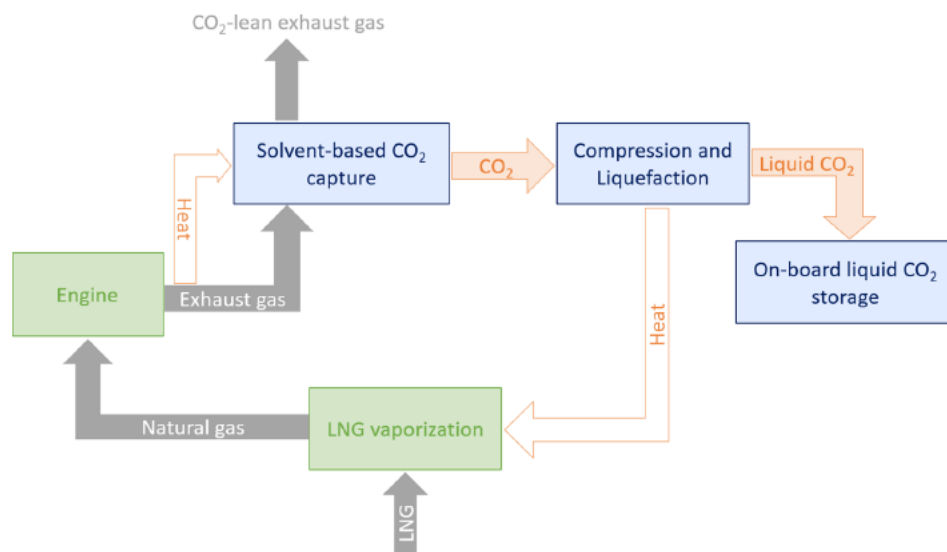 CO₂-lean exhaust gas
Solvent-based CO₂
capture
CO₂
Compression and
Liquefaction
Liquid CO₂
Heat
On-board liquid CO₂
storage
Engine
Exhaust gas
Heat
Natural gas
LNG vaporization
LNG